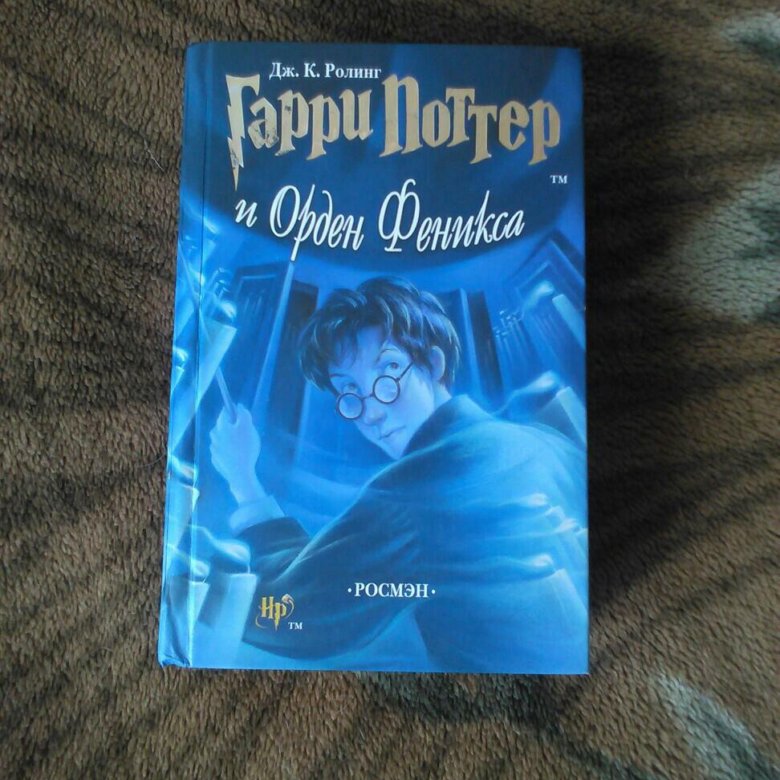 Дж. К. Ролинг
Гарри Поттер
TM
и Орден Феникса
· РОСМЭН ·
HP
TM